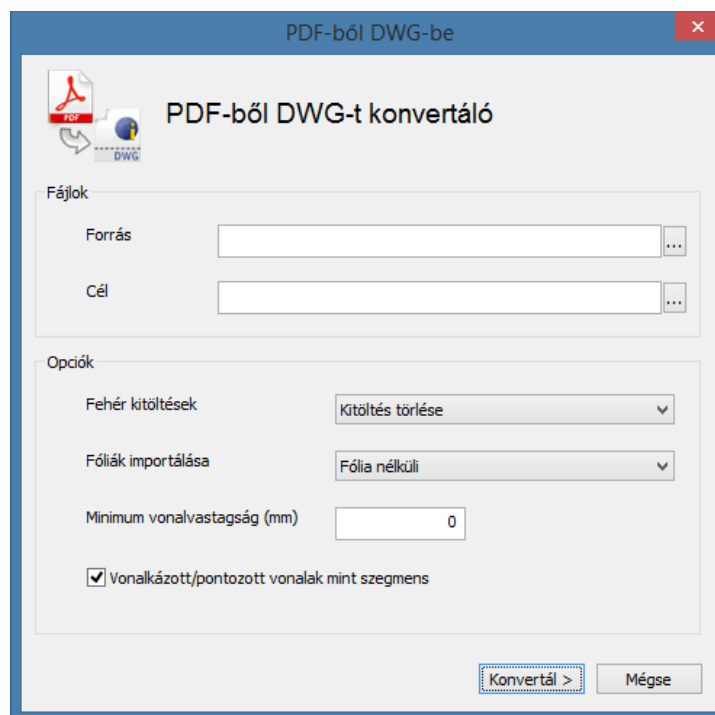 PDF-ből DWG-be
PDF
DWG
PDF-ből DWG-t konvertáló
Fájlok
Forrás
...
Cél
...
Opciók
Fehér kitöltések
Kitöltés törlése
Fóliák importálása
Fólia nélküli
Minimum vonalvastagság (mm)
0
Vonalkázott/pontozott vonalak mint szegmens
Konvertál >
Mégse